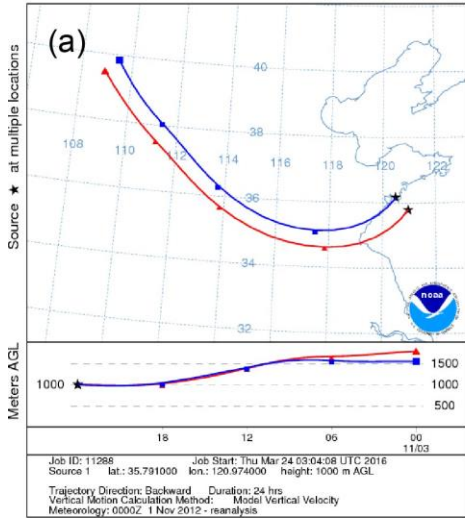 (a)
Source ★ at multiple locations
40
38
108
110
112
114
116
118
120
122
36
34
32
noaa
Meters AGL
1000
1500
1000
500
18
12
06
00
11/03
Job ID: 11288 Job Start: Thu Mar 24 03:04:08 UTC 2016
Source 1 lat.: 35.791000 lon.: 120.974000 height: 1000 m AGL
Trajectory Direction: Backward Duration: 24 hrs
Vertical Motion Calculation Method: Model Vertical Velocity
Meteorology: 0000Z 1 Nov 2012 - reanalysis